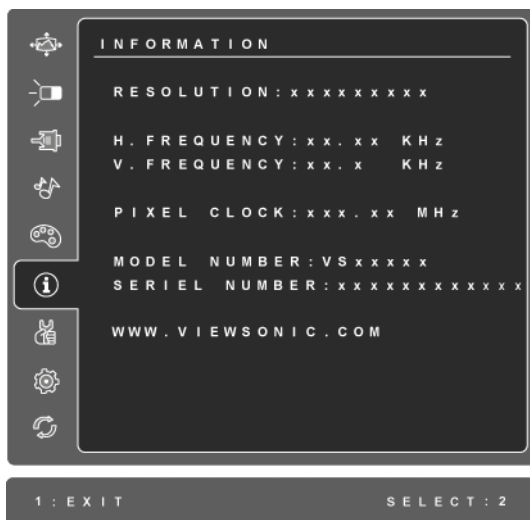 INFORMATION
RESOLUTION:xxxxxxxxx
H. FREQUENCY:xx.xx KHz
V. FREQUENCY:xx.x KHz
PIXEL CLOCK:xxx.xx MHz
MODEL NUMBER:VSxxxxx
SERIEL NUMBER:xxxxxxxxxxxx
WWW.VIEWSONIC.COM
1:EXIT SELECT:2